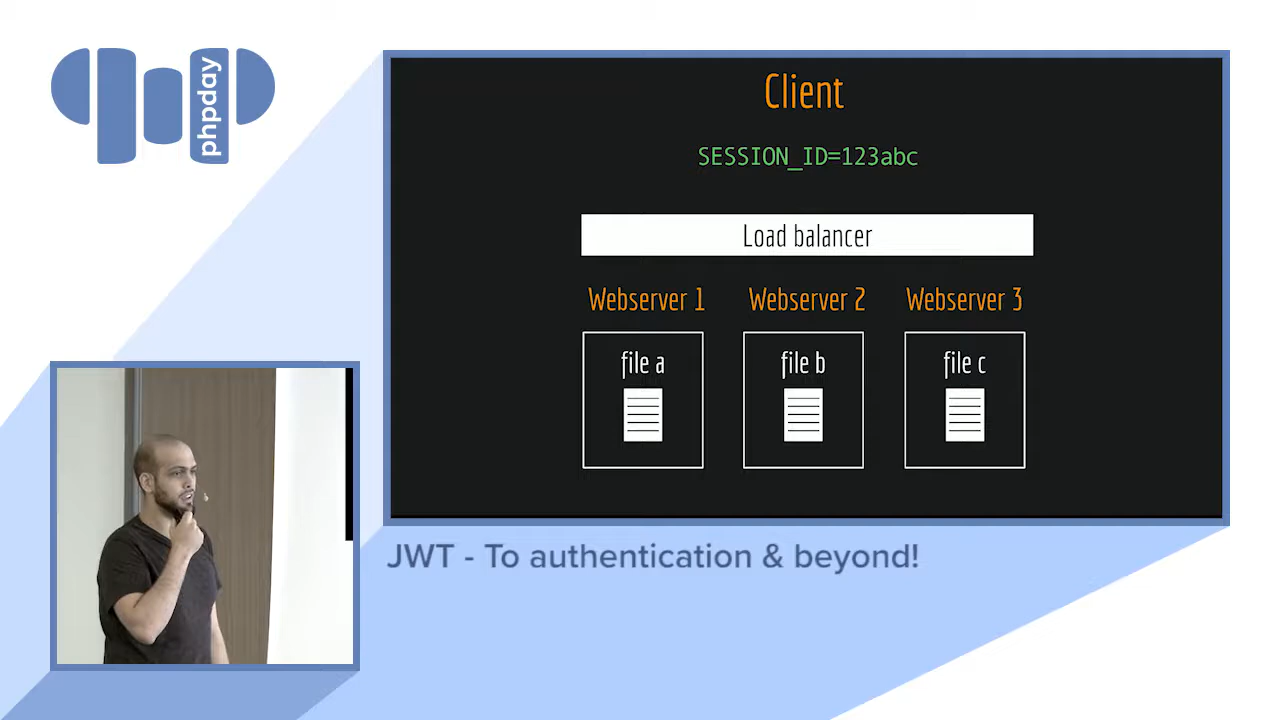 phpday
Client
SESSION_ID=123abc
Load balancer
Webserver 1 Webserver 2 Webserver 3
file a file b file c
JWT - To authentication & beyond!